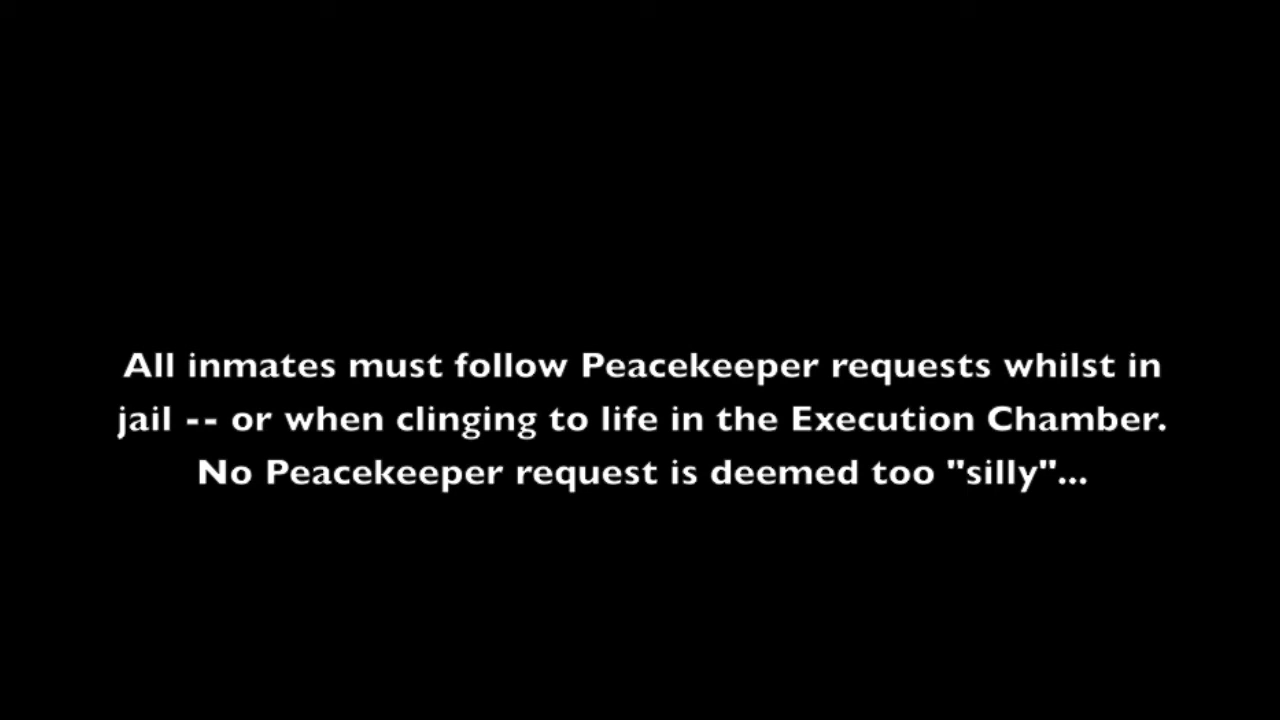 All inmates must follow Peacekeeper requests whilst in
jail -- or when clinging to life in the Execution Chamber.
No Peacekeeper request is deemed too "silly"...